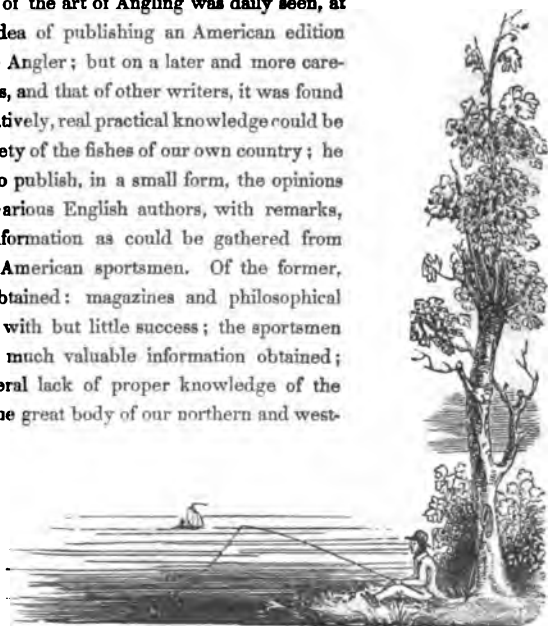 of the art of Angling was daily seen, at
dea of publishing an American edition
Angler; but on a later and more care-
s, and that of other writers, it was found
tively, real practical knowledge could be
ety of the fishes of our own country; he
o publish, in a small form, the opinions
arious English authors, with remarks,
formation as could be gathered from
American sportsmen. Of the former,
btained: magazines and philosophical
with but little success; the sportsmen
much valuable information obtained;
eral lack of proper knowledge of the
ne great body of our northern and west-